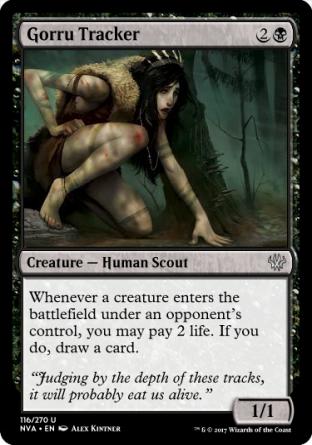 Gorru Tracker 2
Creature — Human Scout
Whenever a creature enters the
battlefield under an opponent's
control, you may pay 2 life. If you
do, draw a card.
“Judging by the depth of these tracks,
it will probably eat us alive.”
1/1
116/270 U
NVA • EN Alex Kintner
™ & © 2017 Wizards of the Coast